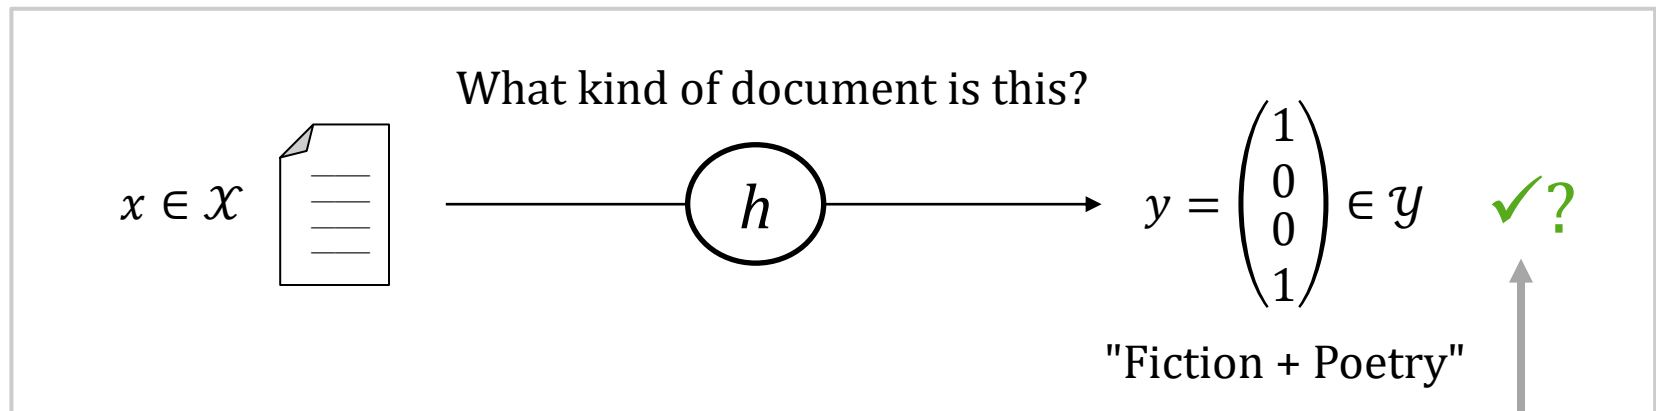 What kind of document is this?
x ∈ 𝒳
h
y = (1 0 0 1) ∈ 𝒴 ✓?
"Fiction + Poetry"